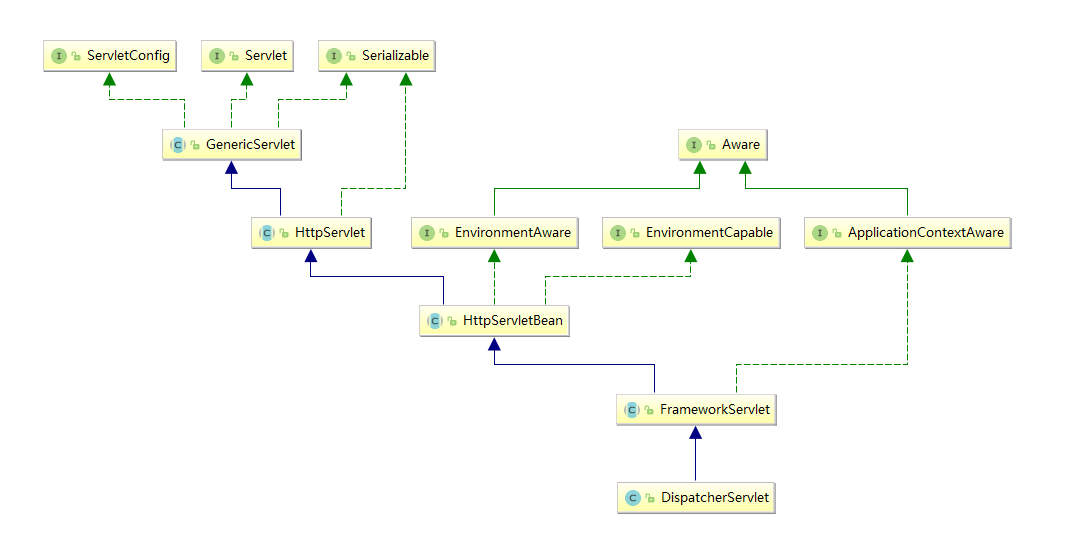 I ServletConfig
I Servlet
I Serializable
C GenericServlet
I Aware
C HttpServlet
I EnvironmentAware
I EnvironmentCapable
I ApplicationContextAware
C HttpServletBean
C FrameworkServlet
C DispatcherServlet